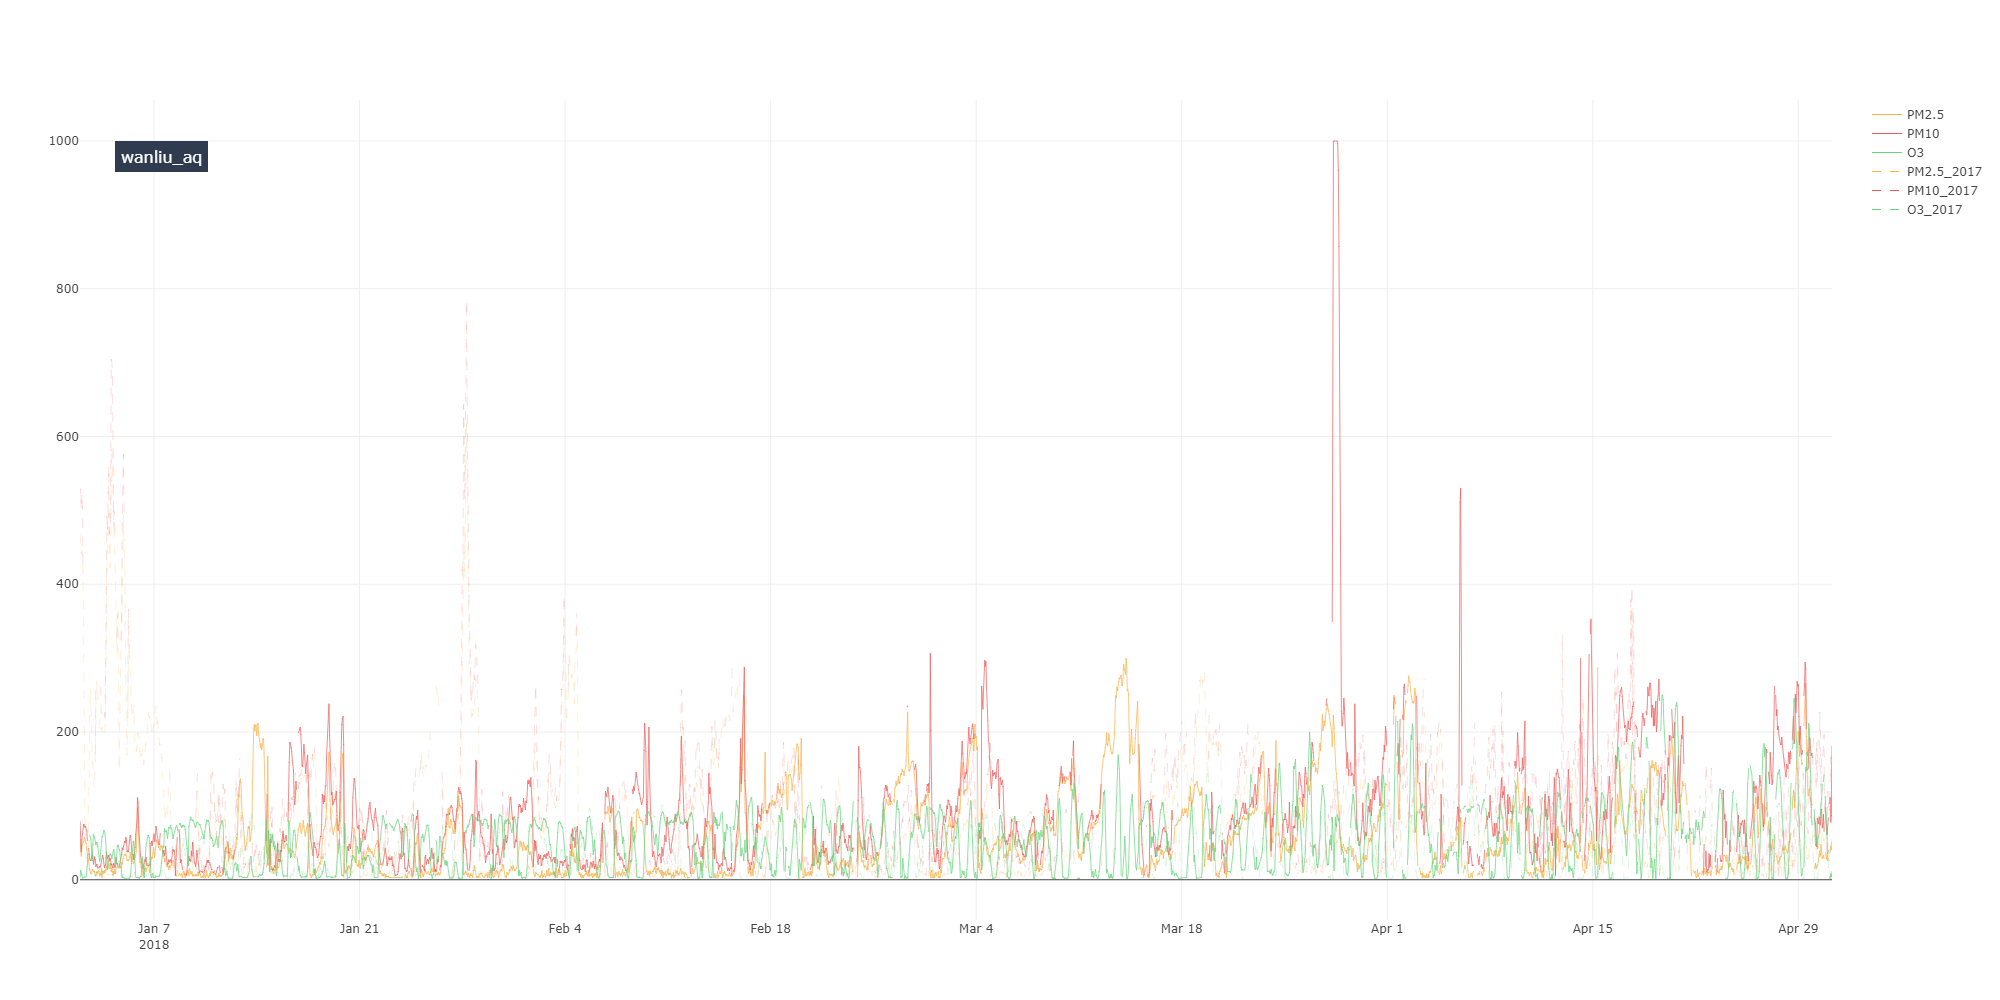 1000
800
600
400
200
0
wanliu_aq
Jan 7
2018
Jan 21
Feb 4
Feb 18
Mar 4
Mar 18
Apr 1
Apr 15
Apr 29
PM2.5
PM10
O3
PM2.5_2017
PM10_2017
O3_2017